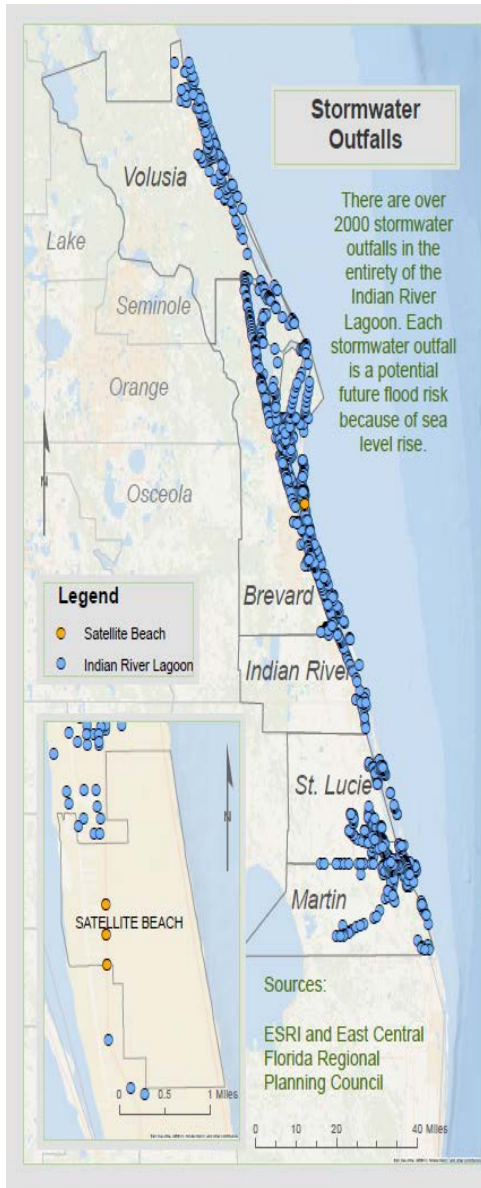 Stormwater
Outfalls
There are over
2000 stormwater
outfalls in the
entirety of the
Indian River
Lagoon. Each
stormwater outfall
is a potential
future flood risk
because of sea
level rise.
Volusia
Lake
Seminole
Orange
Osceola
N
Brevard
Indian River
St. Lucie
Martin
Legend
Satellite Beach
Indian River Lagoon
N
SATELLITE BEACH
0 0.5 1 Miles
Sources:
ESRI and East Central
Florida Regional
Planning Council
0 10 20 40 Miles